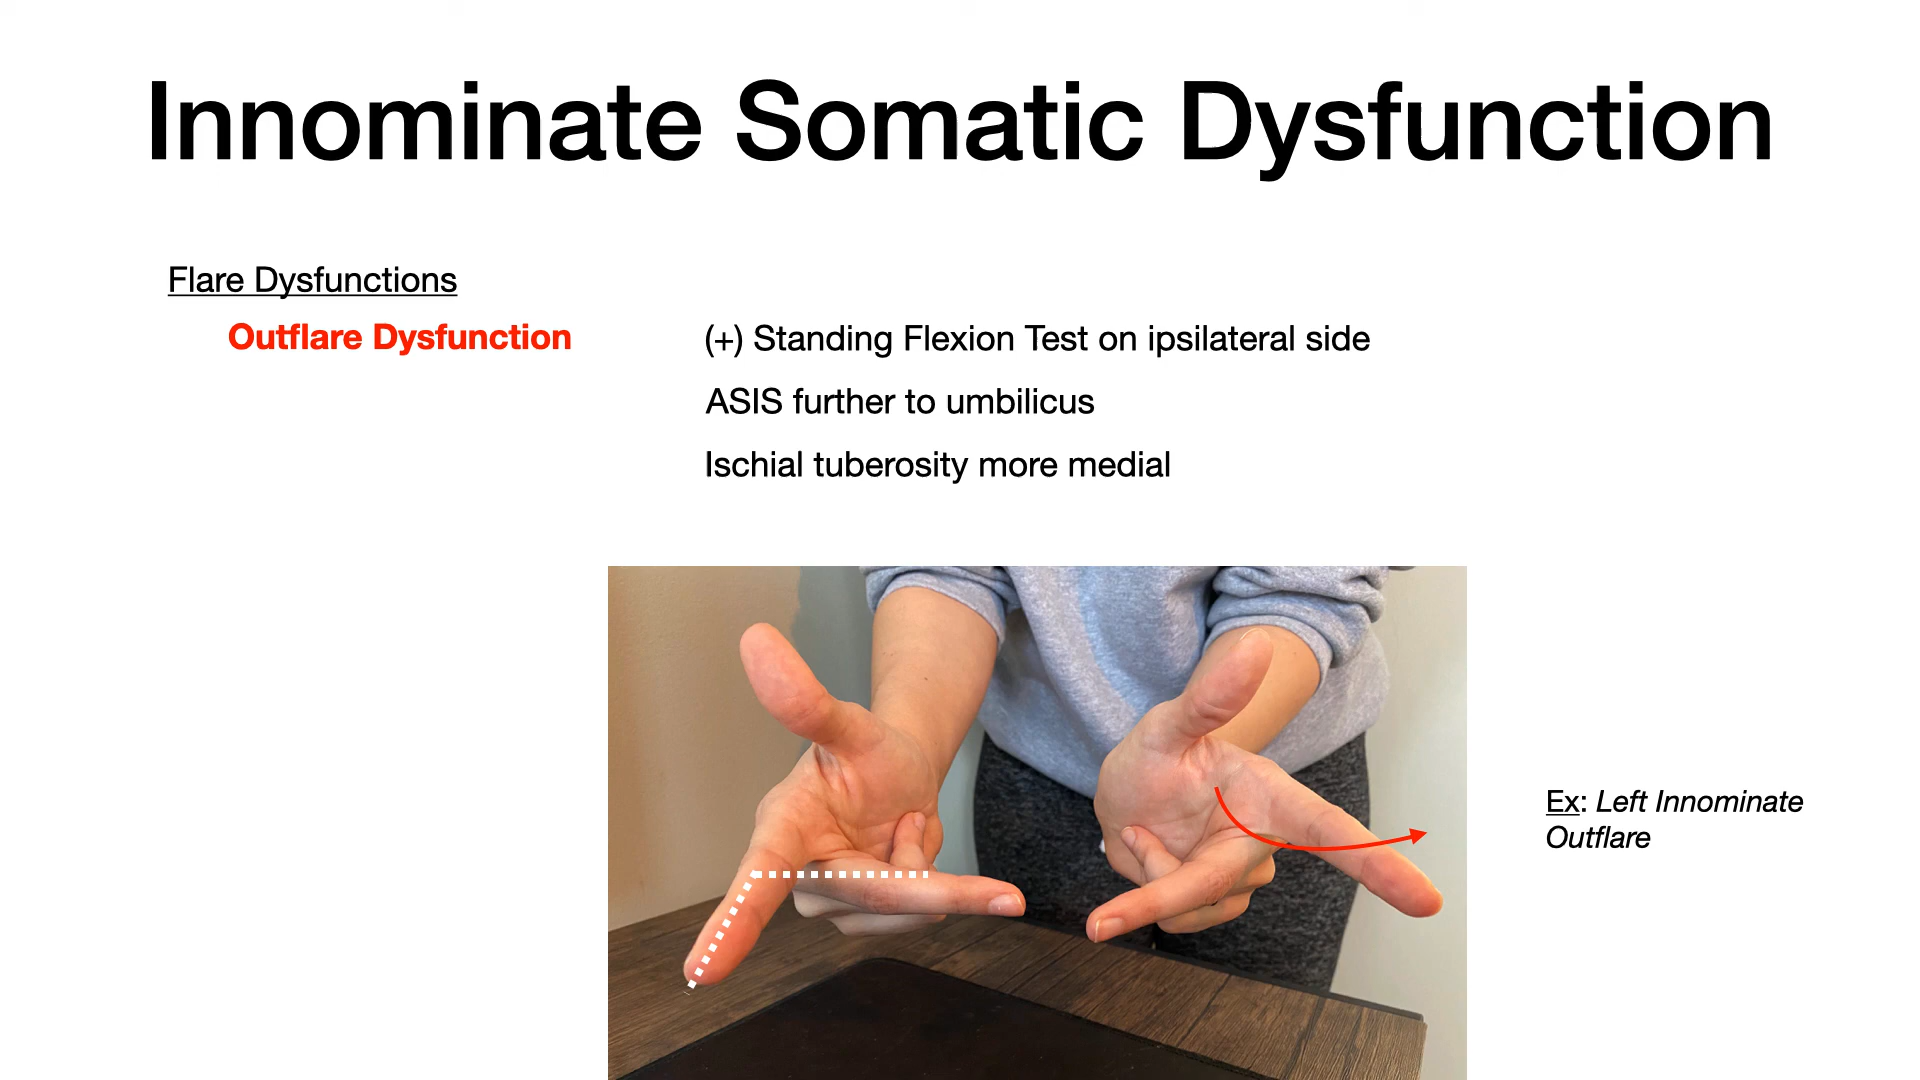 Innominate Somatic Dysfunction
Flare Dysfunctions
Outflare Dysfunction
(+) Standing Flexion Test on ipsilateral side
ASIS further to umbilicus
Ischial tuberosity more medial
Ex: Left Innominate
Outflare